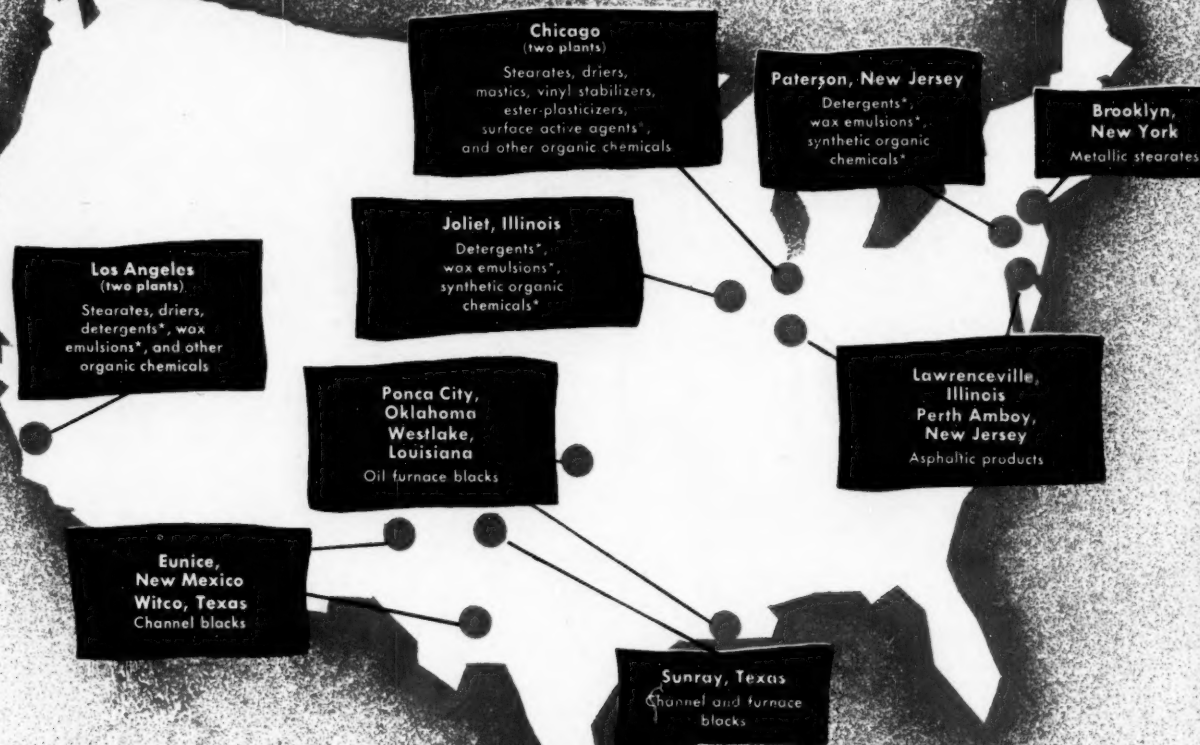 Chicago
(two plants)
Stearates, driers,
mastics, vinyl stabilizers,
ester-plasticizers,
surface active agents*,
and other organic chemicals
Paterson, New Jersey
Detergents*,
wax emulsions*,
synthetic organic
chemicals*
Brooklyn,
New York
Metallic stearates
Joliet, Illinois
Detergents*,
wax emulsions*,
synthetic organic
chemicals*
Los Angeles
(two plants)
Stearates, driers,
detergents*, wax
emulsions*, and other
organic chemicals
Ponca City,
Oklahoma
Westlake,
Louisiana
Oil furnace blacks
Lawrenceville,
Illinois
Perth Amboy,
New Jersey
Asphaltic products
Eunice,
New Mexico
Witco, Texas
Channel blacks
Sunray, Texas
Channel and furnace
blacks